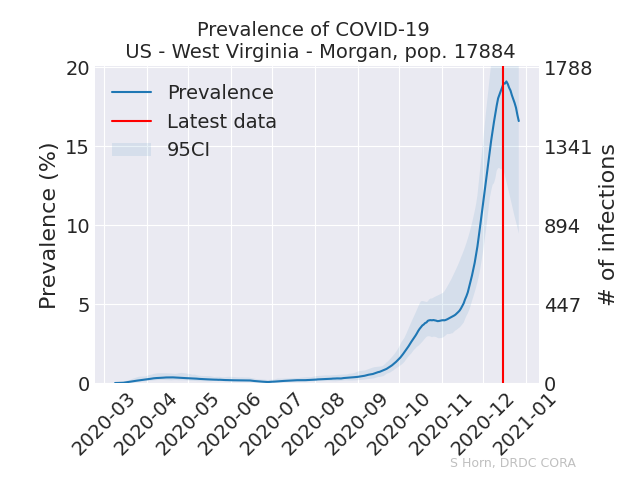 Prevalence of COVID-19
US - West Virginia - Morgan, pop. 17884
Prevalence
Latest data
95CI
Prevalence (%)
20
15
10
5
0
1788
1341
894
447
0
# of infections
2020-03
2020-04
2020-05
2020-06
2020-07
2020-08
2020-09
2020-10
2020-11
2020-12
2021-01
S Horn, DRDC CORA